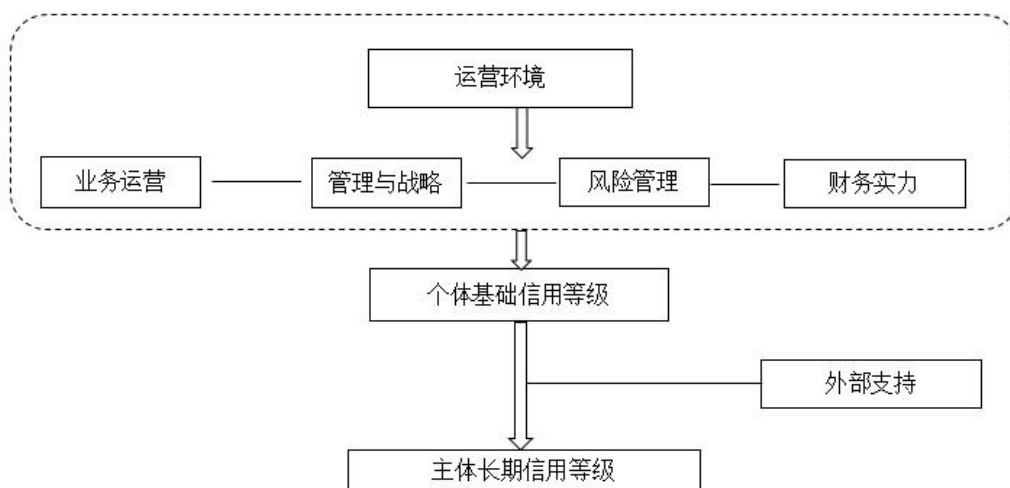 运营环境
业务运营
管理与战略
风险管理
财务实力
个体基础信用等级
外部支持
主体长期信用等级